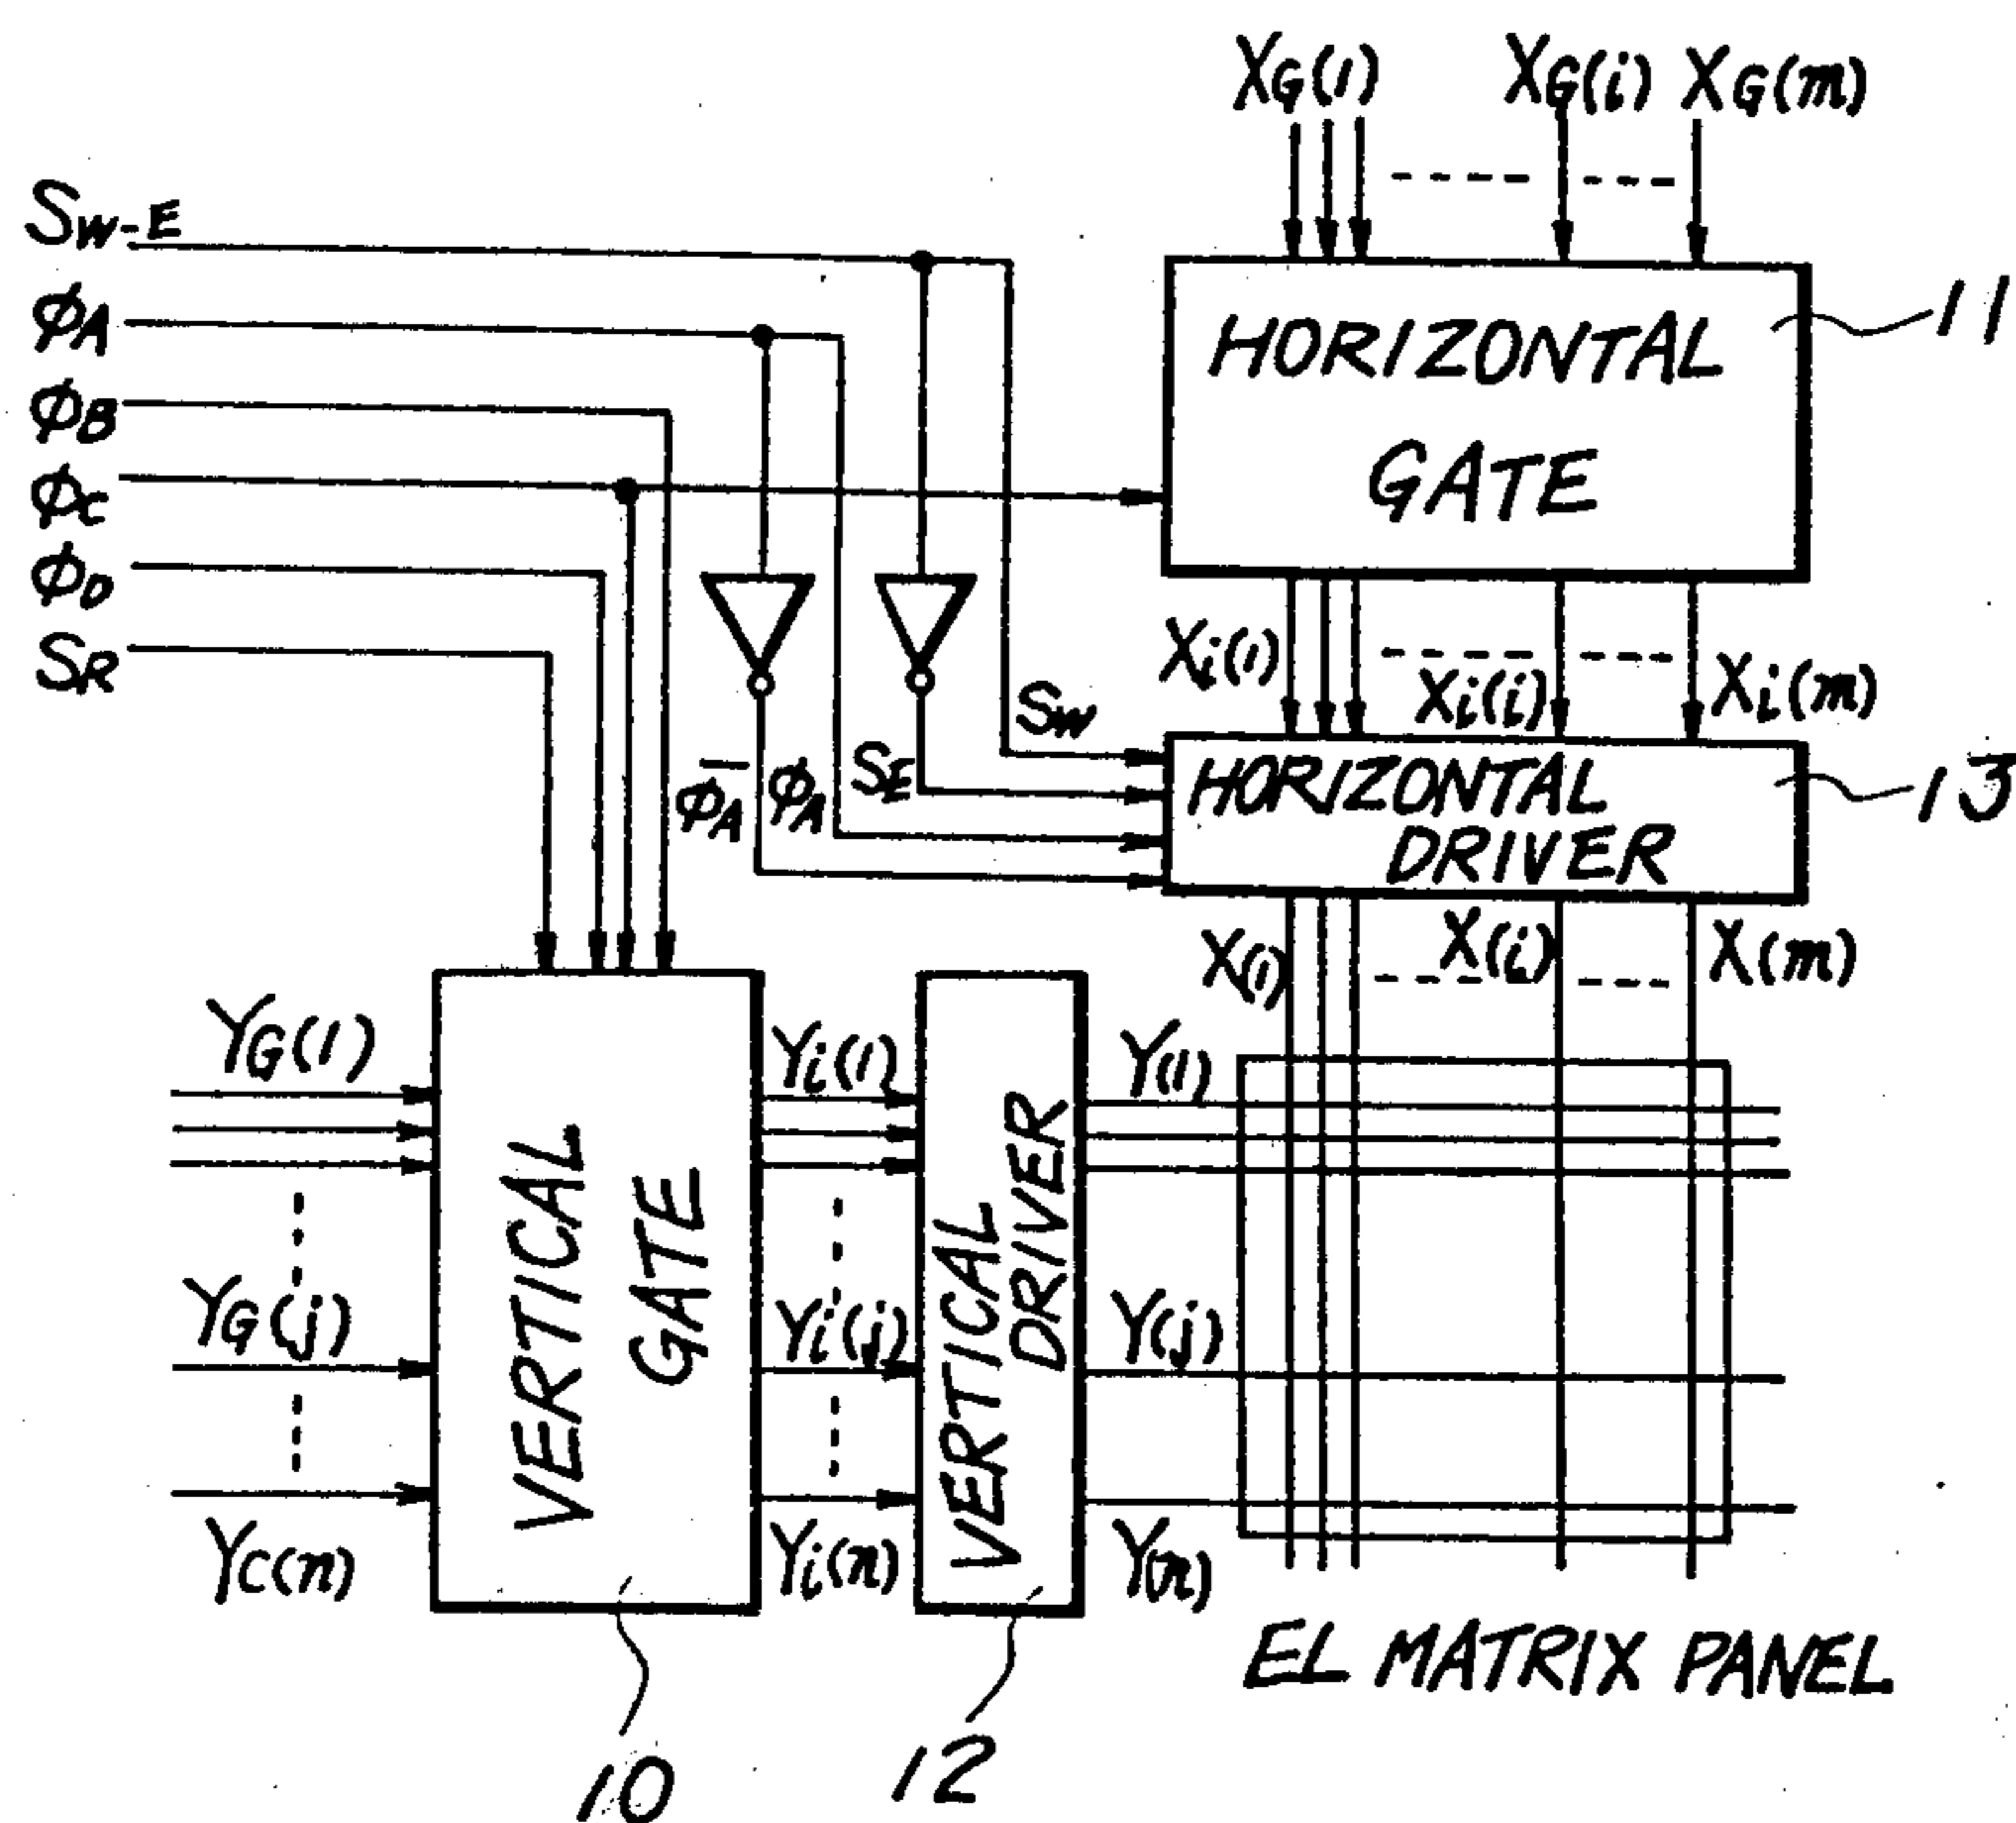 XG(1) XG(i) XG(m)
SW-E
φA
φB
φC
φD
SR
HORIZONTAL
GATE
11
Xi(1) Xi(i) Xi(m)
SW
SE
φA
φ̅A
HORIZONTAL
DRIVER
13
X(1) X(i) X(m)
YG(1)
YG(j)
YC(n)
VERTICAL
GATE
10
Yi(1)
Yi(j)
Yi(n)
VERTICAL
DRIVER
12
Y(1)
Y(j)
Y(n)
EL MATRIX PANEL